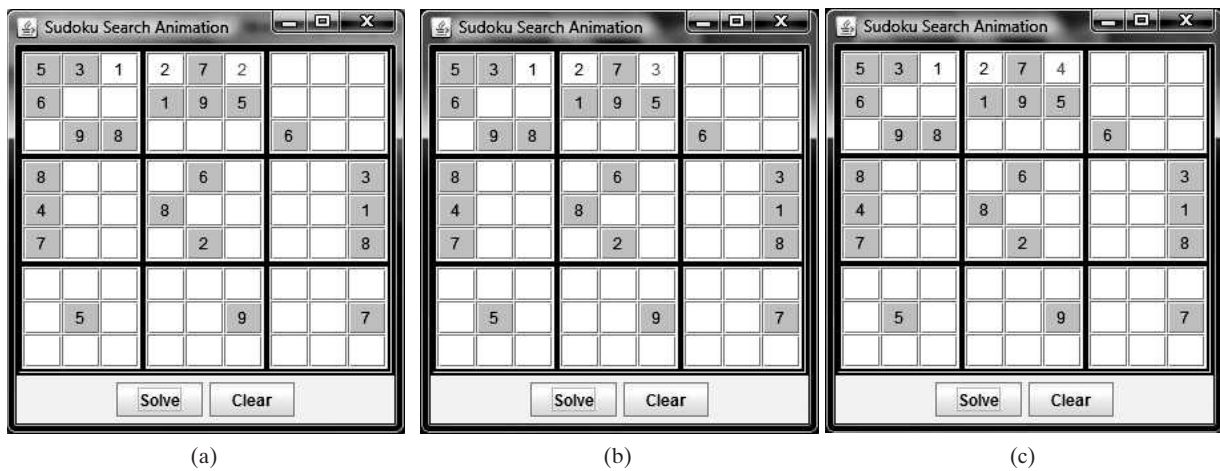 Sudoku Search Animation
5 3 1 2 7 2
6 1 9 5
9 8 6
8 6 3
4 8 1
7 2 8
5 9 7
Solve Clear
(a)
Sudoku Search Animation
5 3 1 2 7 3
6 1 9 5
9 8 6
8 6 3
4 8 1
7 2 8
5 9 7
Solve Clear
(b)
Sudoku Search Animation
5 3 1 2 7 4
6 1 9 5
9 8 6
8 6 3
4 8 1
7 2 8
5 9 7
Solve Clear
(c)